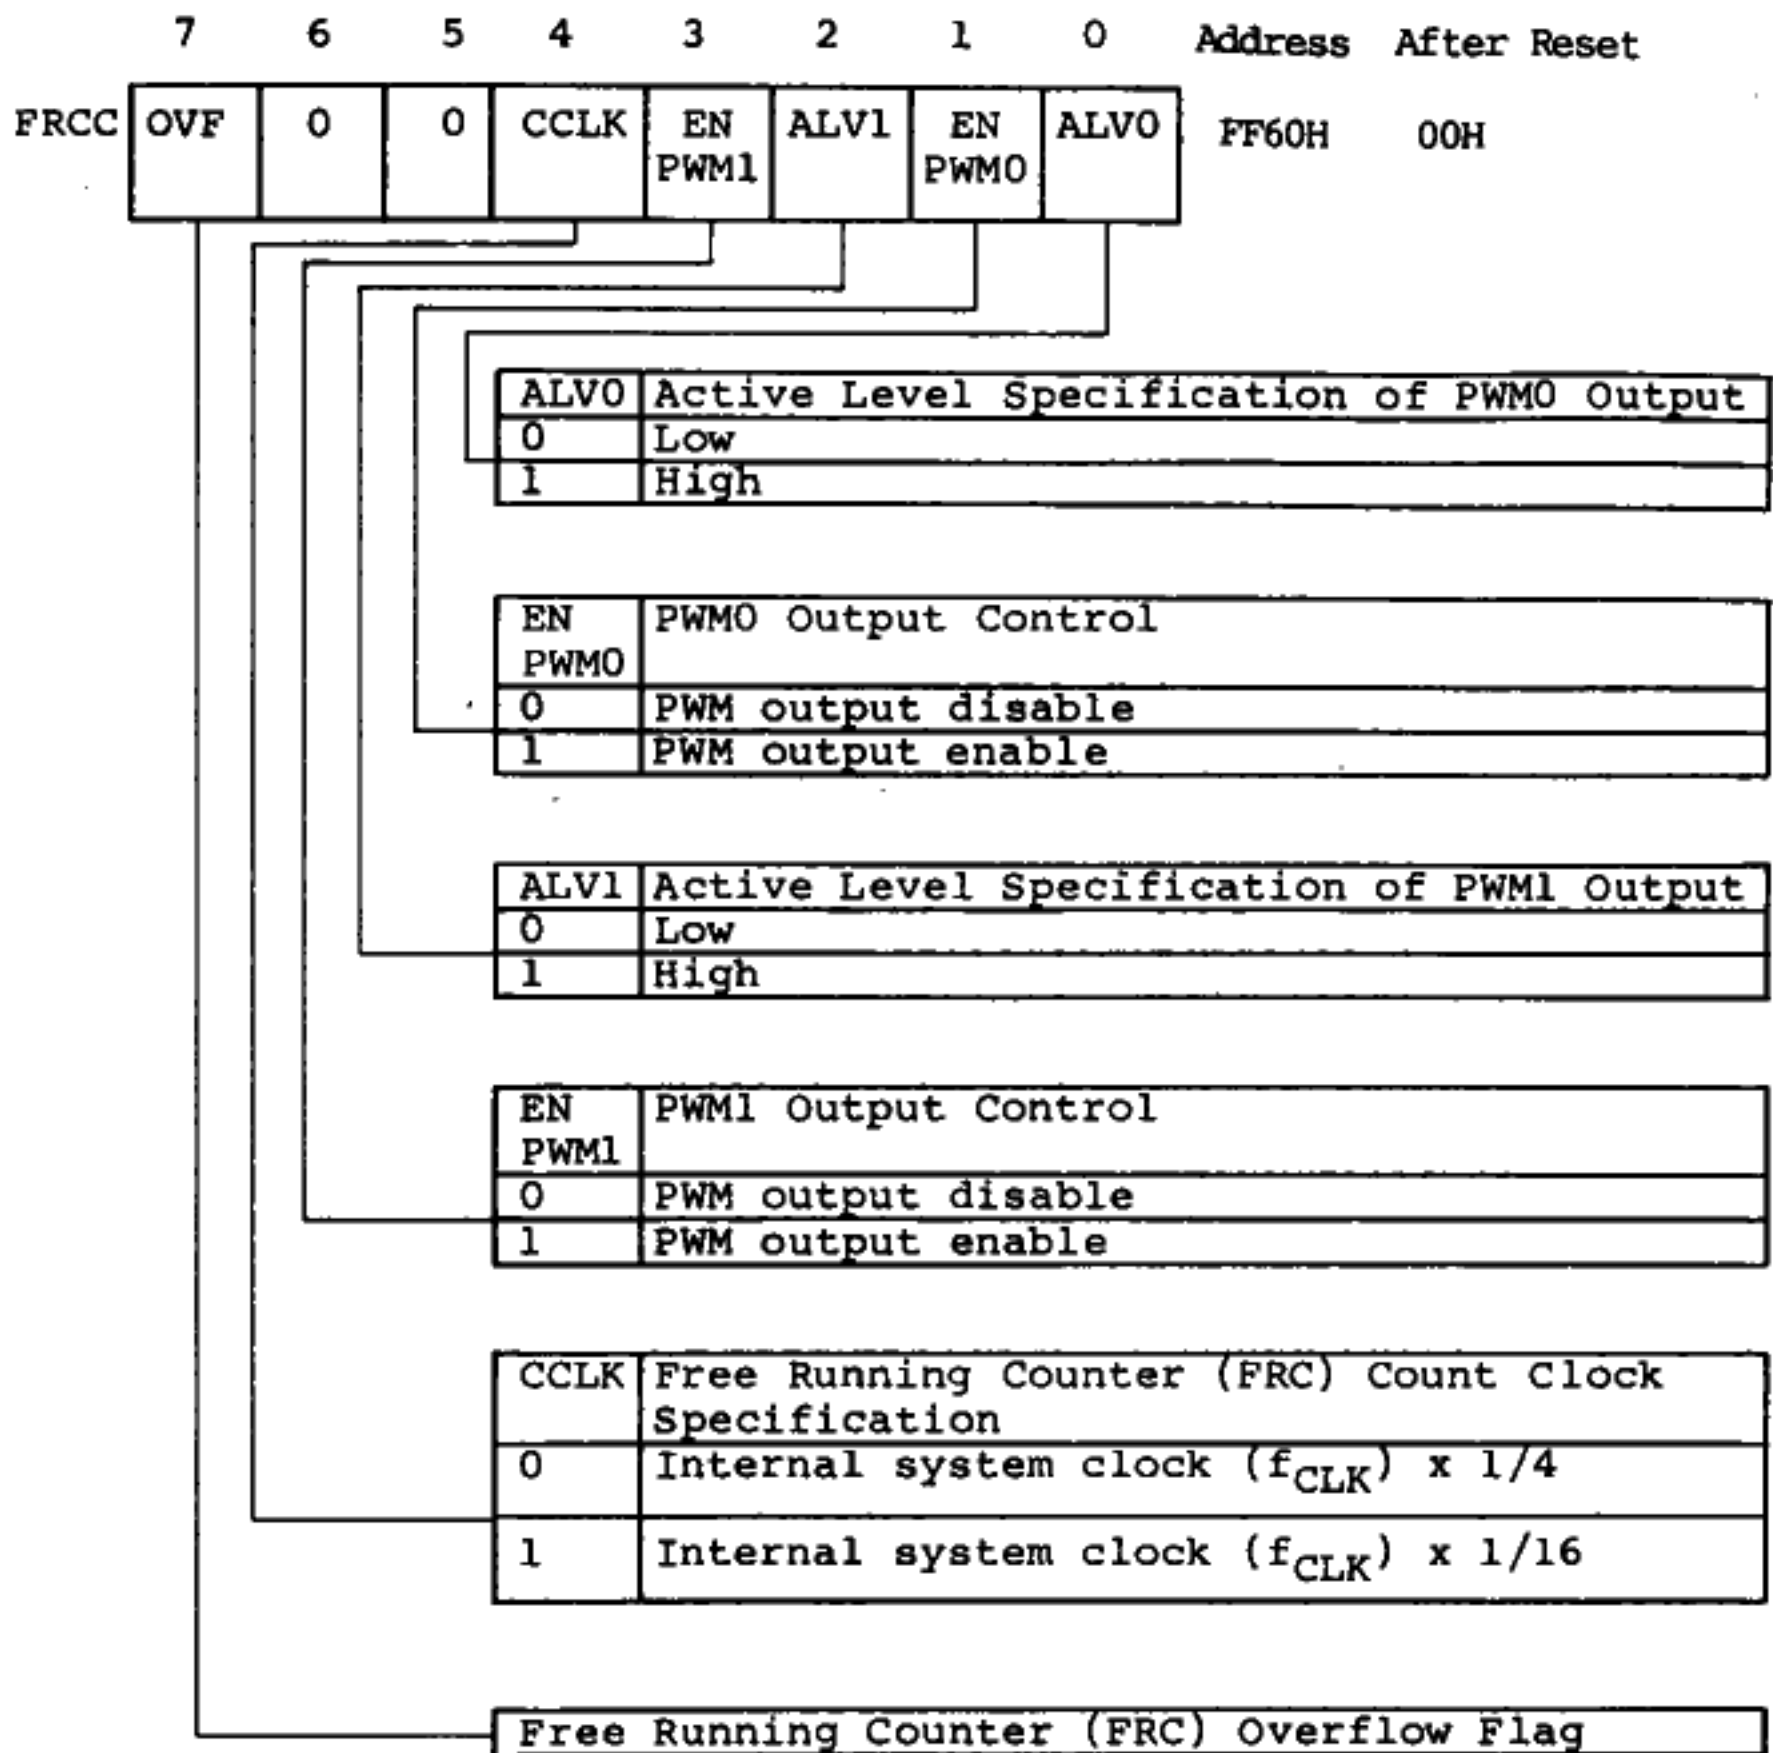 7 6 5 4 3 2 1 0 Address After Reset
FRCC OVF 0 0 CCLK EN PWM1 ALV1 EN PWM0 ALV0 FF60H 00H
ALV0 Active Level Specification of PWM0 Output
0 Low
1 High
EN PWM0 PWM0 Output Control
0 PWM output disable
1 PWM output enable
ALV1 Active Level Specification of PWM1 Output
0 Low
1 High
EN PWM1 PWM1 Output Control
0 PWM output disable
1 PWM output enable
CCLK Free Running Counter (FRC) Count Clock
Specification
0 Internal system clock (fCLK) x 1/4
1 Internal system clock (fCLK) x 1/16
Free Running Counter (FRC) Overflow Flag